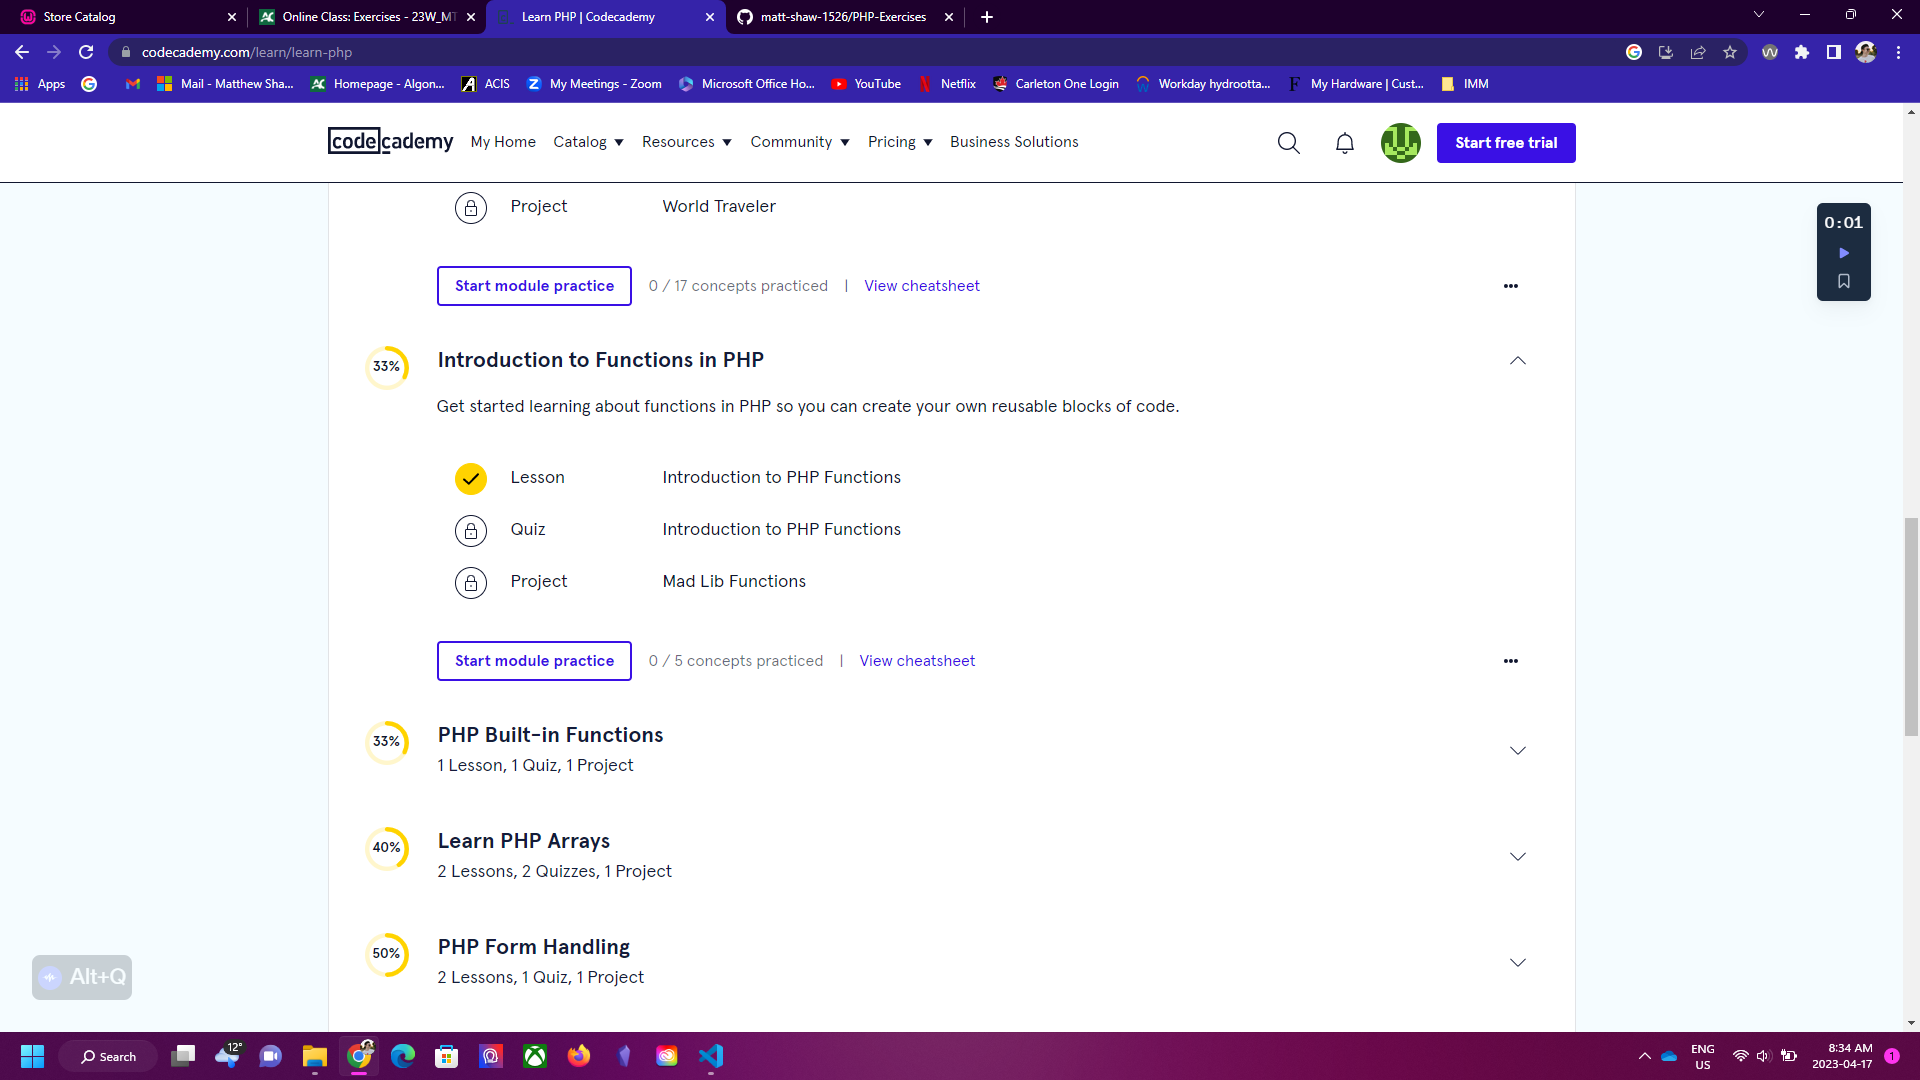 Store Catalog
Online Class: Exercises - 23W_MT
Learn PHP | Codecademy
matt-shaw-1526/PHP-Exercises
codecademy.com/learn/learn-php
Apps
Mail - Matthew Sha...
Homepage - Algon...
ACIS
My Meetings - Zoom
Microsoft Office Ho...
YouTube
Netflix
Carleton One Login
Workday hydrootta...
My Hardware | Cust...
IMM
codecademy
My Home
Catalog
Resources
Community
Pricing
Business Solutions
Start free trial
Project World Traveler
0:01
Start module practice 0 / 17 concepts practiced | View cheatsheet
33% Introduction to Functions in PHP
Get started learning about functions in PHP so you can create your own reusable blocks of code.
Lesson Introduction to PHP Functions
Quiz Introduction to PHP Functions
Project Mad Lib Functions
Start module practice 0 / 5 concepts practiced | View cheatsheet
33% PHP Built-in Functions
1 Lesson, 1 Quiz, 1 Project
40% Learn PHP Arrays
2 Lessons, 2 Quizzes, 1 Project
50% PHP Form Handling
2 Lessons, 1 Quiz, 1 Project
Alt+Q
Search
12°
ENG
US
8:34 AM
2023-04-17
1